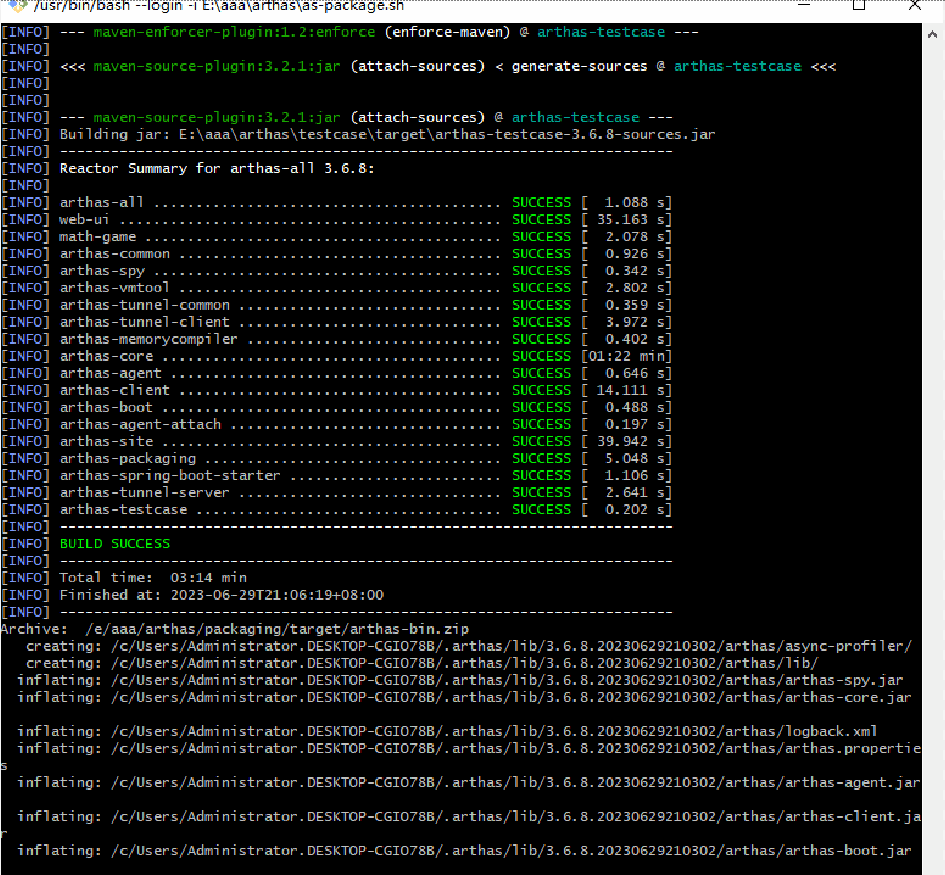 /usr/bin/bash --login -i E:\aaa\arthas\as-package.sh
[INFO] --- maven-enforcer-plugin:1.2:enforce (enforce-maven) @ arthas-testcase ---
[INFO]
[INFO] <<< maven-source-plugin:3.2.1:jar (attach-sources) < generate-sources @ arthas-testcase <<<
[INFO]
[INFO]
[INFO] --- maven-source-plugin:3.2.1:jar (attach-sources) @ arthas-testcase ---
[INFO] Building jar: E:\aaa\arthas\testcase\target\arthas-testcase-3.6.8-sources.jar
[INFO] ------------------------------------------------------------------------
[INFO] Reactor Summary for arthas-all 3.6.8:
[INFO]
[INFO] arthas-all ......................................... SUCCESS [  1.088 s]
[INFO] web-ui ............................................. SUCCESS [ 35.163 s]
[INFO] math-game .......................................... SUCCESS [  2.078 s]
[INFO] arthas-common ...................................... SUCCESS [  0.926 s]
[INFO] arthas-spy ......................................... SUCCESS [  0.342 s]
[INFO] arthas-vmtool ...................................... SUCCESS [  2.802 s]
[INFO] arthas-tunnel-common ............................... SUCCESS [  0.359 s]
[INFO] arthas-tunnel-client ............................... SUCCESS [  3.972 s]
[INFO] arthas-memorycompiler .............................. SUCCESS [  0.402 s]
[INFO] arthas-core ........................................ SUCCESS [01:22 min]
[INFO] arthas-agent ....................................... SUCCESS [  0.646 s]
[INFO] arthas-client ...................................... SUCCESS [ 14.111 s]
[INFO] arthas-boot ........................................ SUCCESS [  0.488 s]
[INFO] arthas-agent-attach ................................ SUCCESS [  0.197 s]
[INFO] arthas-site ........................................ SUCCESS [ 39.942 s]
[INFO] arthas-packaging ................................... SUCCESS [  5.048 s]
[INFO] arthas-spring-boot-starter ......................... SUCCESS [  1.106 s]
[INFO] arthas-tunnel-server ............................... SUCCESS [  2.641 s]
[INFO] arthas-testcase .................................... SUCCESS [  0.202 s]
[INFO] ------------------------------------------------------------------------
[INFO] BUILD SUCCESS
[INFO] ------------------------------------------------------------------------
[INFO] Total time:  03:14 min
[INFO] Finished at: 2023-06-29T21:06:19+08:00
[INFO] ------------------------------------------------------------------------
Archive:  /e/aaa/arthas/packaging/target/arthas-bin.zip
   creating: /c/Users/Administrator.DESKTOP-CGIO78B/.arthas/lib/3.6.8.20230629210302/arthas/async-profiler/
   creating: /c/Users/Administrator.DESKTOP-CGIO78B/.arthas/lib/3.6.8.20230629210302/arthas/lib/
  inflating: /c/Users/Administrator.DESKTOP-CGIO78B/.arthas/lib/3.6.8.20230629210302/arthas/arthas-spy.jar
  inflating: /c/Users/Administrator.DESKTOP-CGIO78B/.arthas/lib/3.6.8.20230629210302/arthas/arthas-core.jar
  inflating: /c/Users/Administrator.DESKTOP-CGIO78B/.arthas/lib/3.6.8.20230629210302/arthas/logback.xml
  inflating: /c/Users/Administrator.DESKTOP-CGIO78B/.arthas/lib/3.6.8.20230629210302/arthas/arthas.propertie
s
  inflating: /c/Users/Administrator.DESKTOP-CGIO78B/.arthas/lib/3.6.8.20230629210302/arthas/arthas-agent.jar
  inflating: /c/Users/Administrator.DESKTOP-CGIO78B/.arthas/lib/3.6.8.20230629210302/arthas/arthas-client.ja
r
  inflating: /c/Users/Administrator.DESKTOP-CGIO78B/.arthas/lib/3.6.8.20230629210302/arthas/arthas-boot.jar